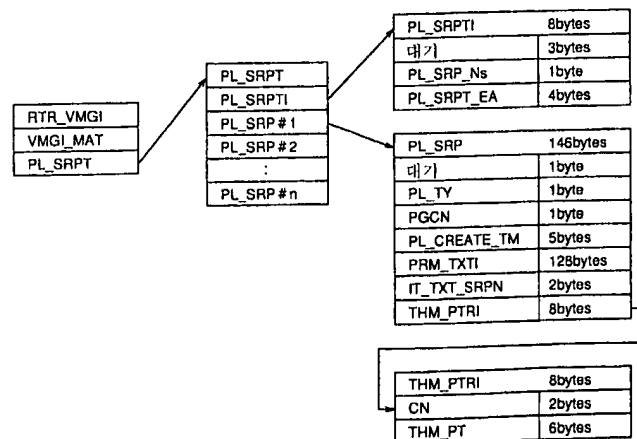 RTR_VMGI
VMGI_MAT
PL_SRPT
PL_SRPT
PL_SRPTI
PL_SRP#1
PL_SRP#2
:
PL_SRP#n
PL_SRPTI 8bytes
대기 3bytes
PL_SRP_Ns 1byte
PL_SRPT_EA 4bytes
PL_SRP 146bytes
대기 1byte
PL_TY 1byte
PGCN 1byte
PL_CREATE_TM 5bytes
PRM_TXTI 128bytes
IT_TXT_SRPN 2bytes
THM_PTRI 8bytes
THM_PTRI 8bytes
CN 2bytes
THM_PT 6bytes